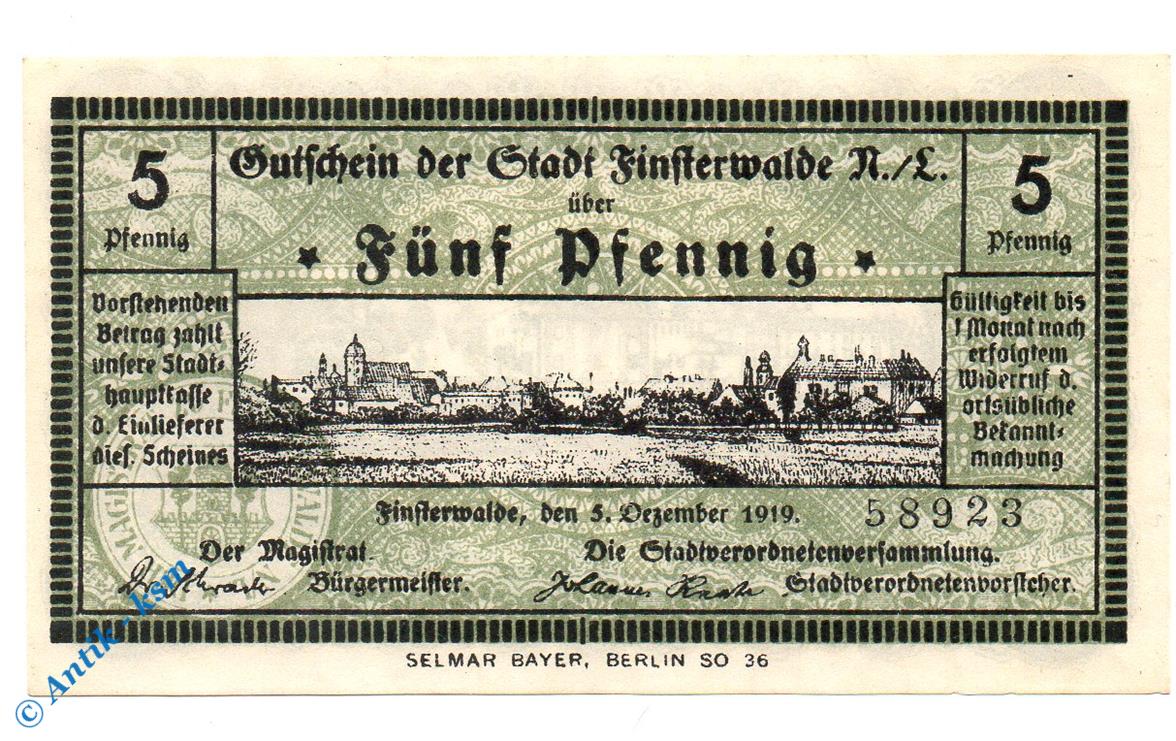 Gutschein der Stadt Finsterwalde N./L.
über
Fünf Pfennig
5
Pfennig
5
Pfennig
Vorstehenden
Betrag zahlt
unsere Stadt-
hauptkasse
d. Einlieferer
dies. Scheines
Gültigkeit bis
1 Monat nach
erfolgtem
Widerruf d.
ortsübliche
Bekannt-
machung
Finsterwalde, den 5. Dezember 1919.
58923
Der Magistrat.
Die Stadtverordnetenversammlung.
Bürgermeister.
Johannes
Stadtverordnetenvorsteher.
SELMAR BAYER, BERLIN SO 36
© Antik-ksm